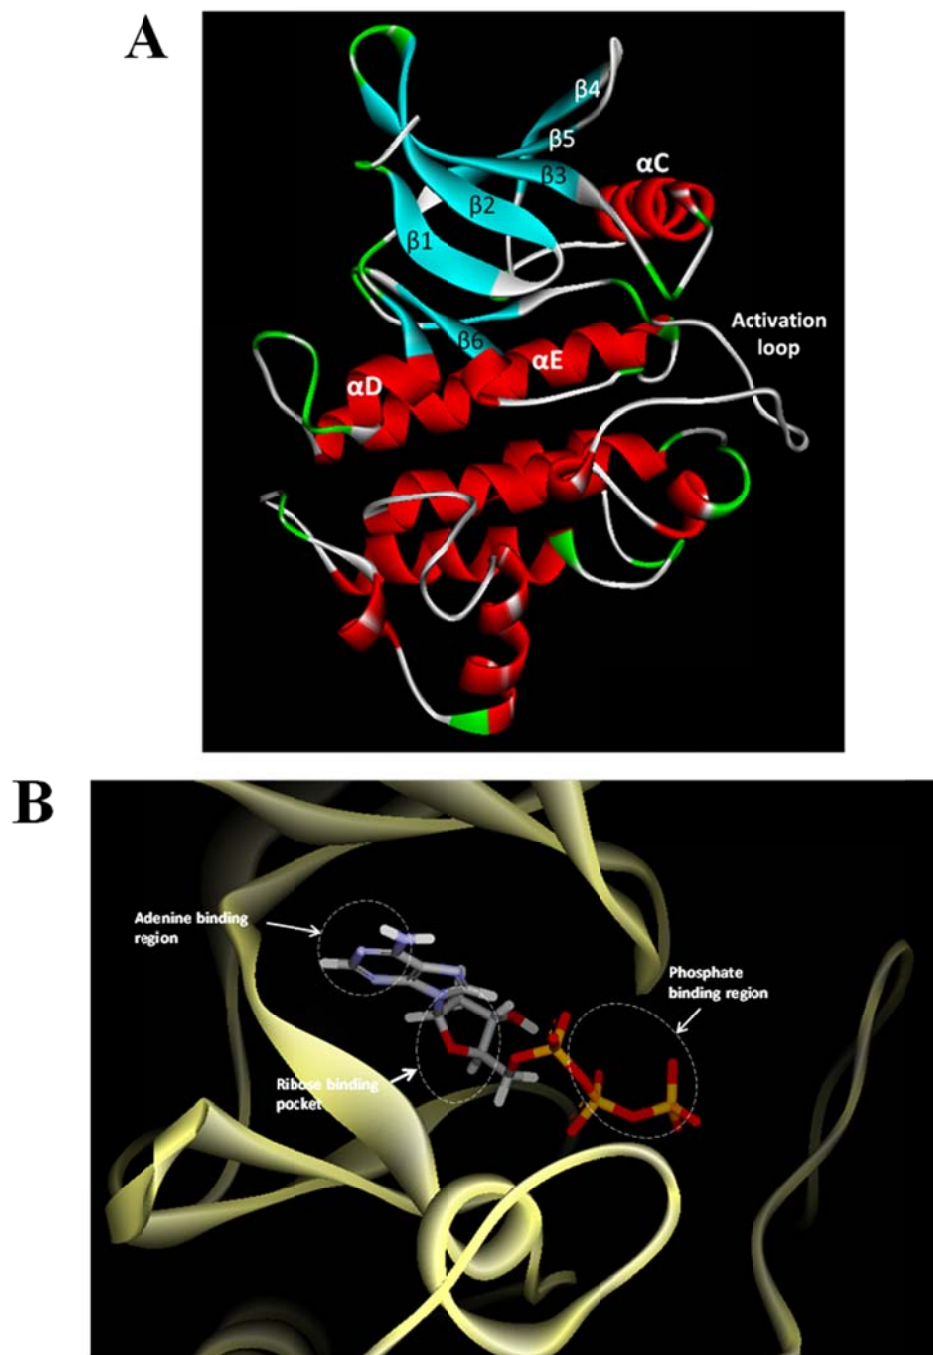 A
β4
β5
αC
β3
β2
β1
Activation
loop
β6
αE
αD
B
Adenine binding
region
Phosphate
binding region
Ribose binding
pocket